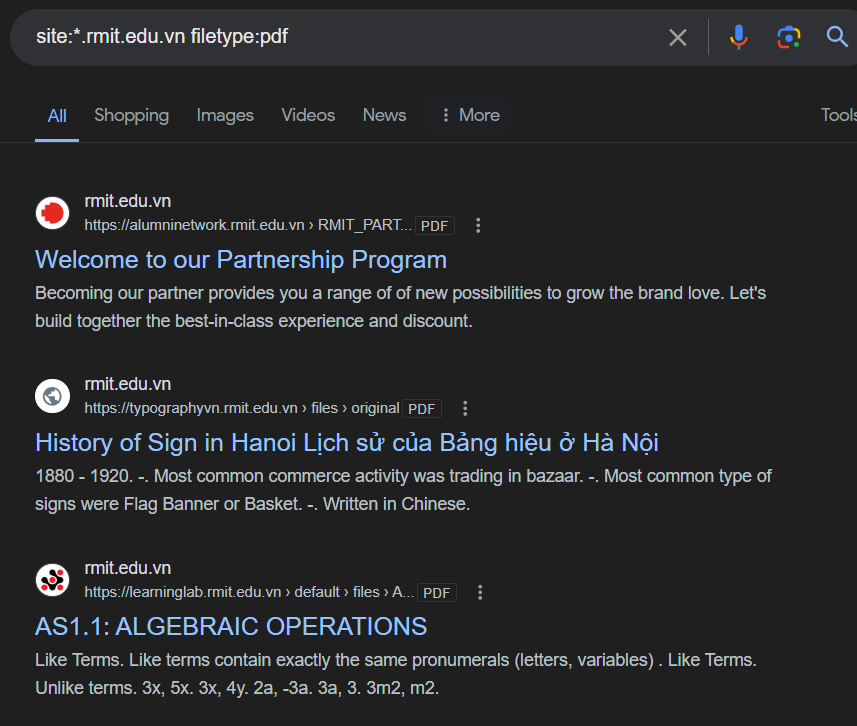 site:*.rmit.edu.vn filetype:pdf
All Shopping Images Videos News More Tools
rmit.edu.vn
https://alumninetwork.rmit.edu.vn › RMIT_PART... PDF
Welcome to our Partnership Program
Becoming our partner provides you a range of of new possibilities to grow the brand love. Let's
build together the best-in-class experience and discount.
rmit.edu.vn
https://typographyvn.rmit.edu.vn › files › original PDF
History of Sign in Hanoi Lịch sử của Bảng hiệu ở Hà Nội
1880 - 1920. -. Most common commerce activity was trading in bazaar. -. Most common type of
signs were Flag Banner or Basket. -. Written in Chinese.
rmit.edu.vn
https://learninglab.rmit.edu.vn › default › files › A... PDF
AS1.1: ALGEBRAIC OPERATIONS
Like Terms. Like terms contain exactly the same pronumerals (letters, variables) . Like Terms.
Unlike terms. 3x, 5x. 3x, 4y. 2a, -3a. 3a, 3. 3m2, m2.